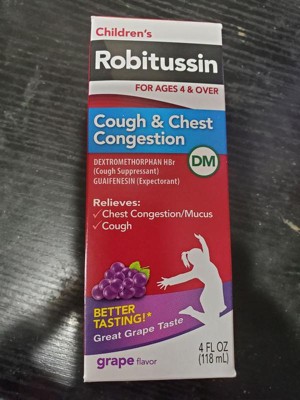 Children's
Robitussin
FOR AGES 4 & OVER
Cough & Chest
Congestion
DM
DEXTROMETHORPHAN HBr
(Cough Suppressant)
GUAIFENESIN (Expectorant)
Relieves:
✓Chest Congestion/Mucus
✓Cough
BETTER
TASTING!*
Great Grape Taste
grape flavor
4 FL OZ
(118 mL)